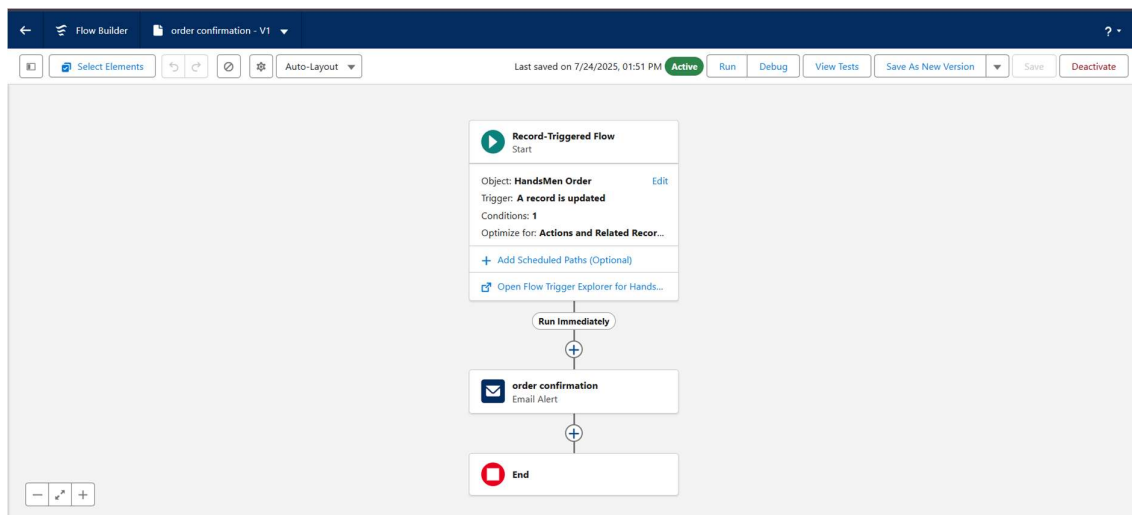 Flow Builder
order confirmation - V1
?
Select Elements
Auto-Layout
Last saved on 7/24/2025, 01:51 PM
Active
Run
Debug
View Tests
Save As New Version
Save
Deactivate
Record-Triggered Flow
Start
Object: HandsMen Order
Edit
Trigger: A record is updated
Conditions: 1
Optimize for: Actions and Related Recor...
+ Add Scheduled Paths (Optional)
Open Flow Trigger Explorer for Hands...
Run Immediately
order confirmation
Email Alert
End